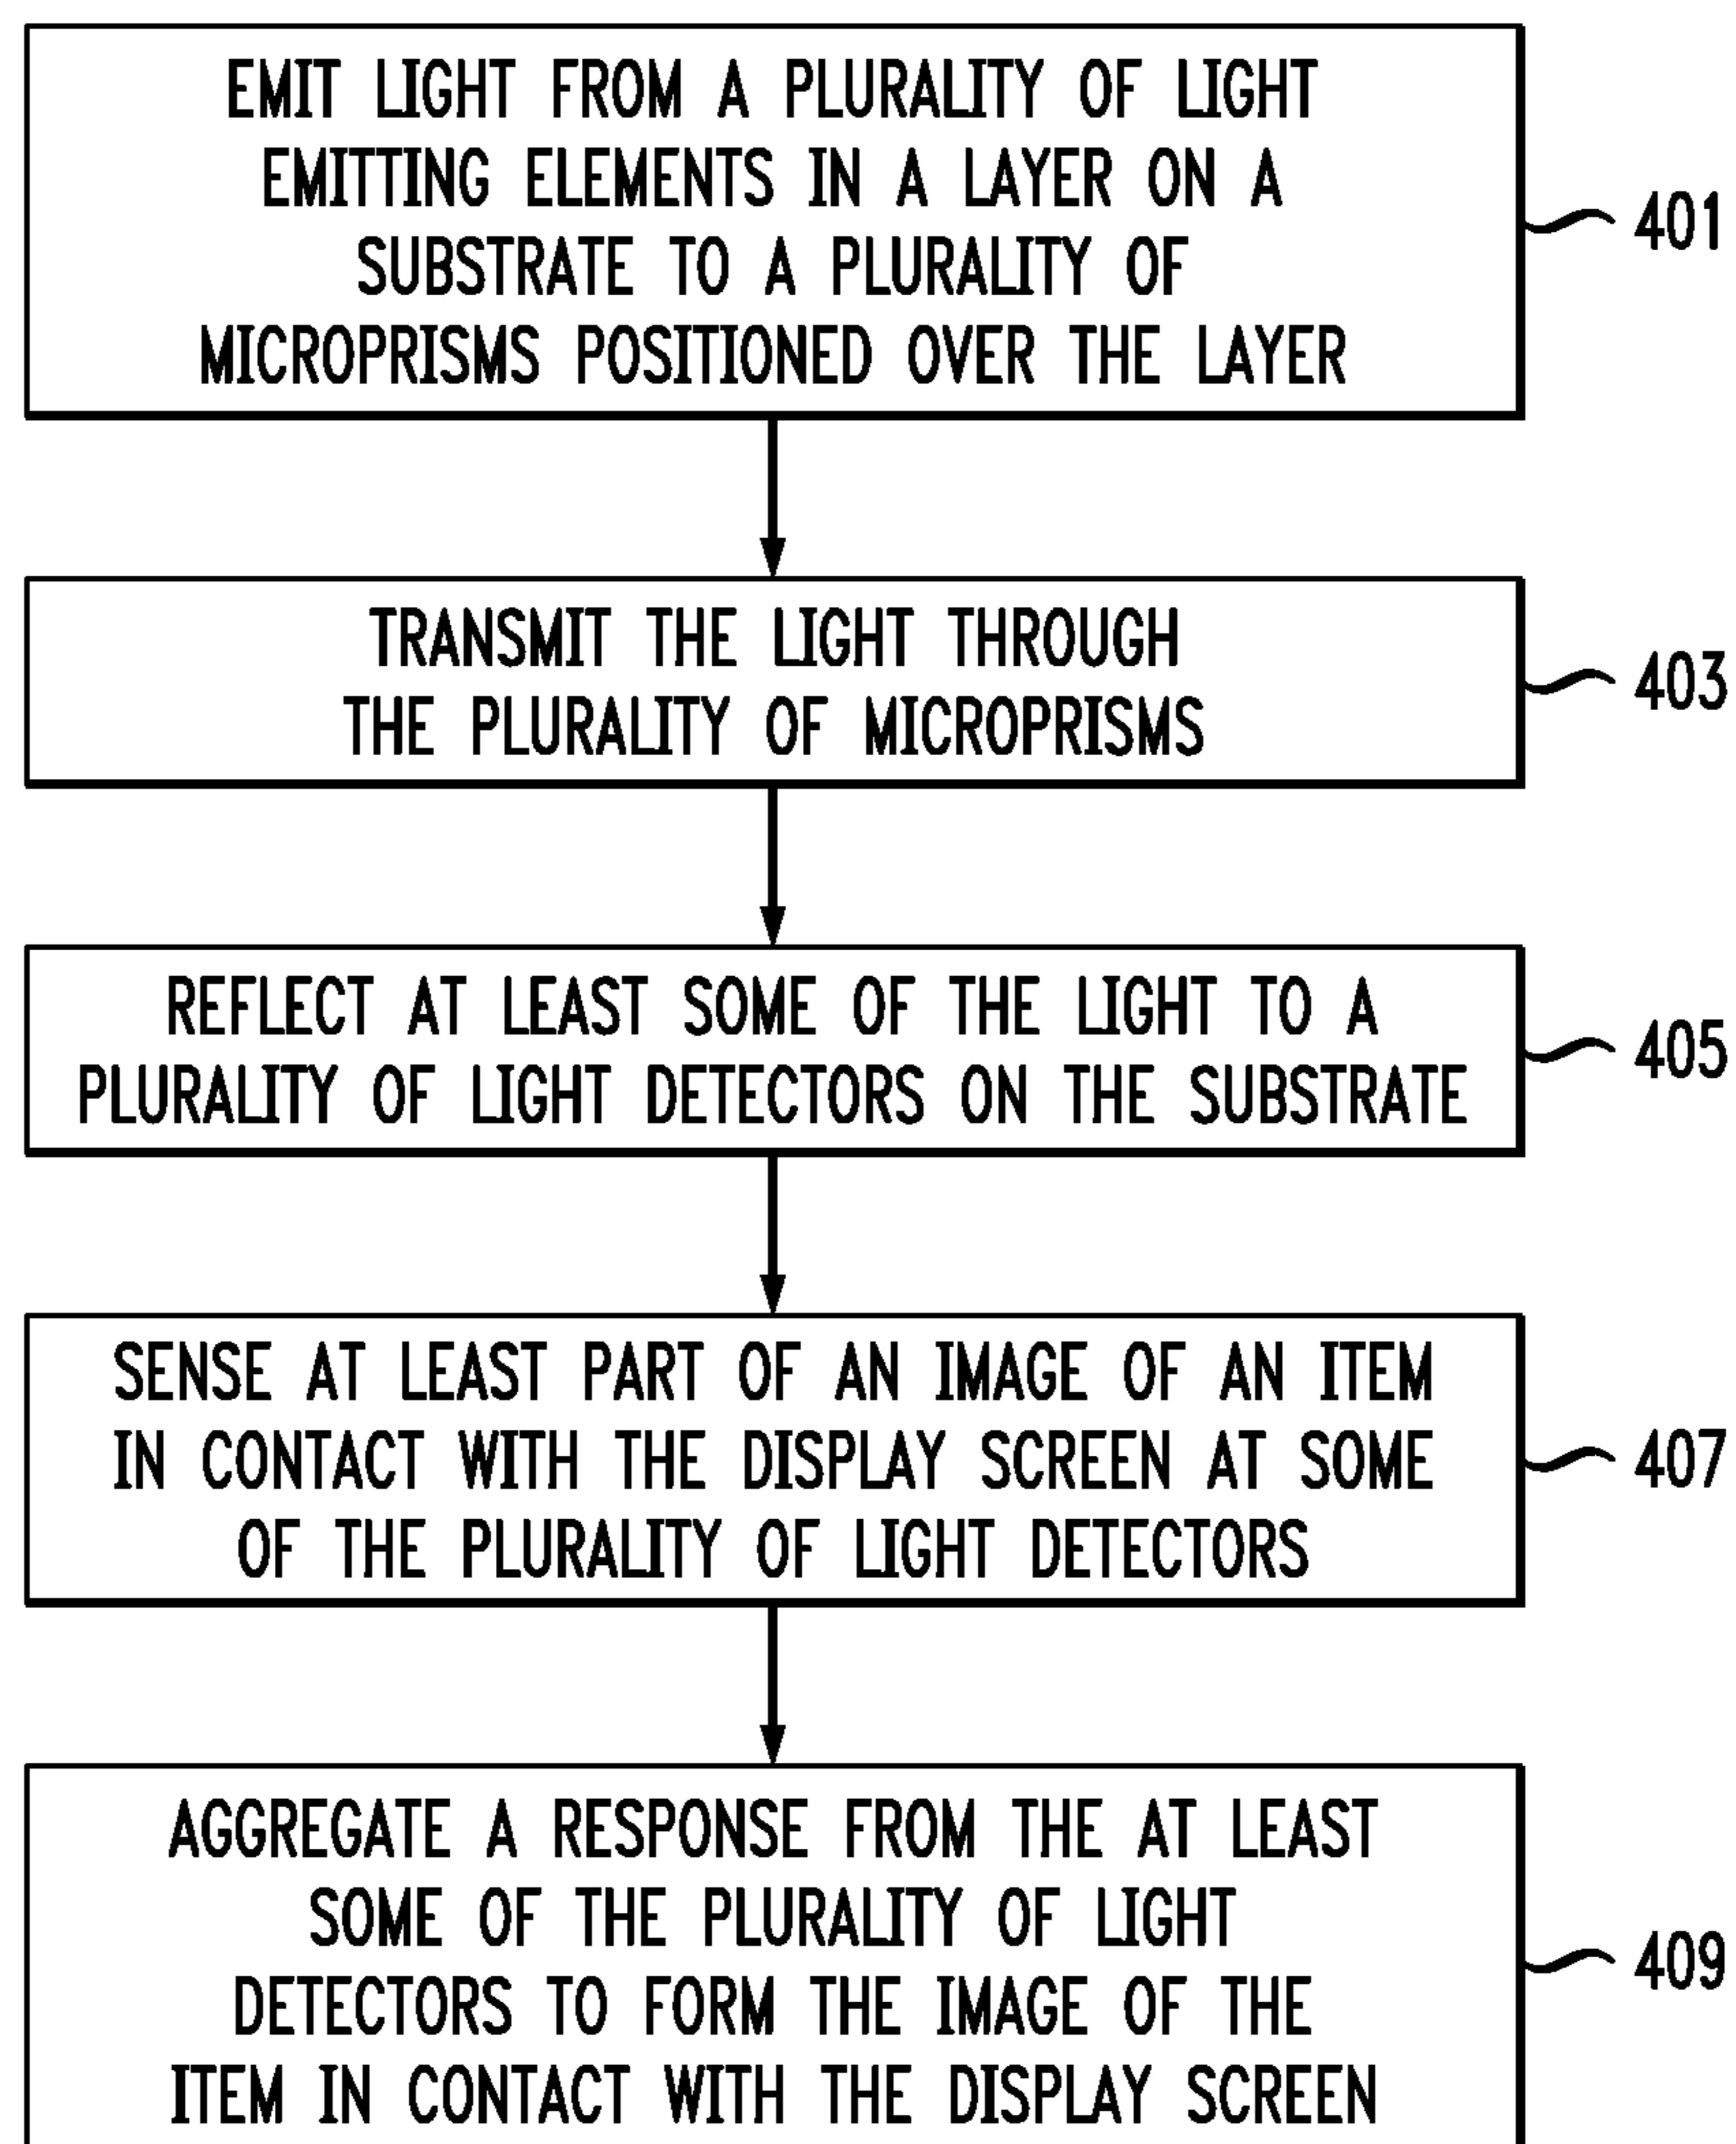 EMIT LIGHT FROM A PLURALITY OF LIGHT
EMITTING ELEMENTS IN A LAYER ON A
SUBSTRATE TO A PLURALITY OF
MICROPRISMS POSITIONED OVER THE LAYER
401
TRANSMIT THE LIGHT THROUGH
THE PLURALITY OF MICROPRISMS
403
REFLECT AT LEAST SOME OF THE LIGHT TO A
PLURALITY OF LIGHT DETECTORS ON THE SUBSTRATE
405
SENSE AT LEAST PART OF AN IMAGE OF AN ITEM
IN CONTACT WITH THE DISPLAY SCREEN AT SOME
OF THE PLURALITY OF LIGHT DETECTORS
407
AGGREGATE A RESPONSE FROM THE AT LEAST
SOME OF THE PLURALITY OF LIGHT
DETECTORS TO FORM THE IMAGE OF THE
ITEM IN CONTACT WITH THE DISPLAY SCREEN
409